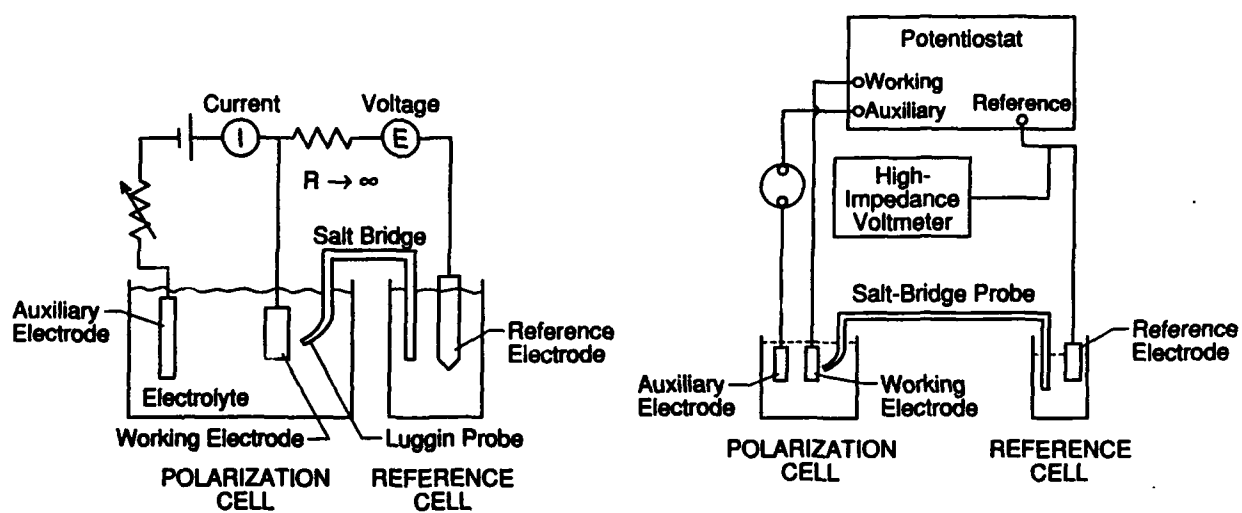 Current
Voltage
I
E
R → ∞
Salt Bridge
Auxiliary
Electrode
Reference
Electrode
Electrolyte
Working Electrode
Luggin Probe
POLARIZATION
CELL
REFERENCE
CELL
Potentiostat
Working
Auxiliary
Reference
High-
Impedance
Voltmeter
Salt-Bridge Probe
Reference
Electrode
Auxiliary
Electrode
Working
Electrode
POLARIZATION
CELL
REFERENCE
CELL